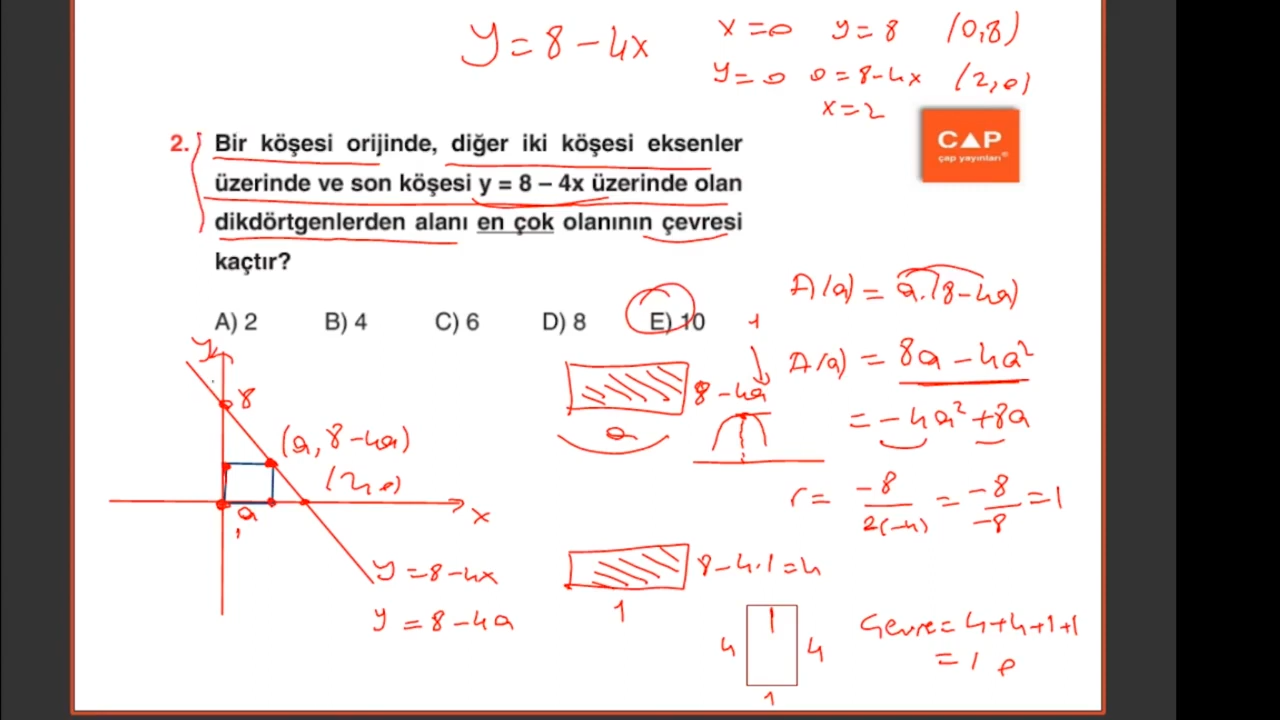 y = 8 - 4x
x = 0 y = 8 (0,8)
y = 0 0 = 8 - 4x (2,0)
x = 2
C▲P
çap yayınları®
2. Bir köşesi orijinde, diğer iki köşesi eksenler
üzerinde ve son köşesi y = 8 – 4x üzerinde olan
dikdörtgenlerden alanı en çok olanının çevresi
kaçtır?
A) 2 B) 4 C) 6 D) 8 E) 10
A(a) = a.(8-4a)
A(a) = 8a - 4a²
= -4a² + 8a
r = -8/2(-4) = -8/-8 = 1
y
8
(a, 8-4a)
(2,0)
a
x
y = 8 - 4x
y = 8 - 4a
8 - 4a
a
1
8 - 4.1 = 4
1
1
4 4
1
Çevre = 4+4+1+1
= 10